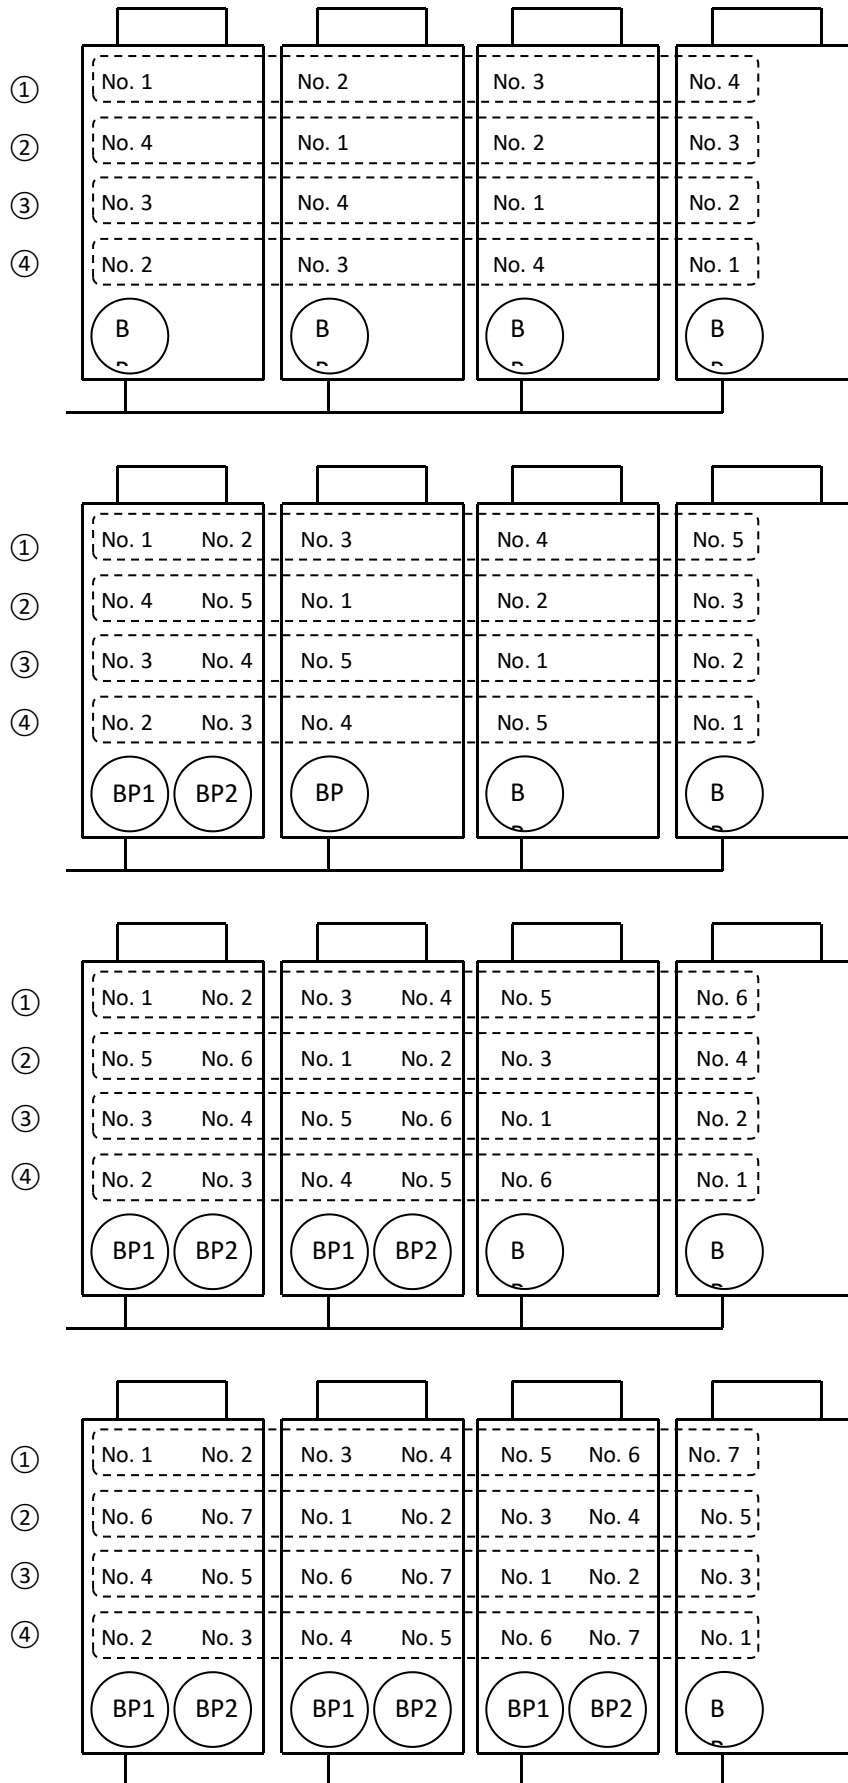 ① No. 1 No. 2 No. 3 No. 4
② No. 4 No. 1 No. 2 No. 3
③ No. 3 No. 4 No. 1 No. 2
④ No. 2 No. 3 No. 4 No. 1
B B B B
① No. 1 No. 2 No. 3 No. 4 No. 5
② No. 4 No. 5 No. 1 No. 2 No. 3
③ No. 3 No. 4 No. 5 No. 1 No. 2
④ No. 2 No. 3 No. 4 No. 5 No. 1
BP1 BP2 BP B B
① No. 1 No. 2 No. 3 No. 4 No. 5 No. 6
② No. 5 No. 6 No. 1 No. 2 No. 3 No. 4
③ No. 3 No. 4 No. 5 No. 6 No. 1 No. 2
④ No. 2 No. 3 No. 4 No. 5 No. 6 No. 1
BP1 BP2 BP1 BP2 B B
① No. 1 No. 2 No. 3 No. 4 No. 5 No. 6 No. 7
② No. 6 No. 7 No. 1 No. 2 No. 3 No. 4 No. 5
③ No. 4 No. 5 No. 6 No. 7 No. 1 No. 2 No. 3
④ No. 2 No. 3 No. 4 No. 5 No. 6 No. 7 No. 1
BP1 BP2 BP1 BP2 BP1 BP2 B